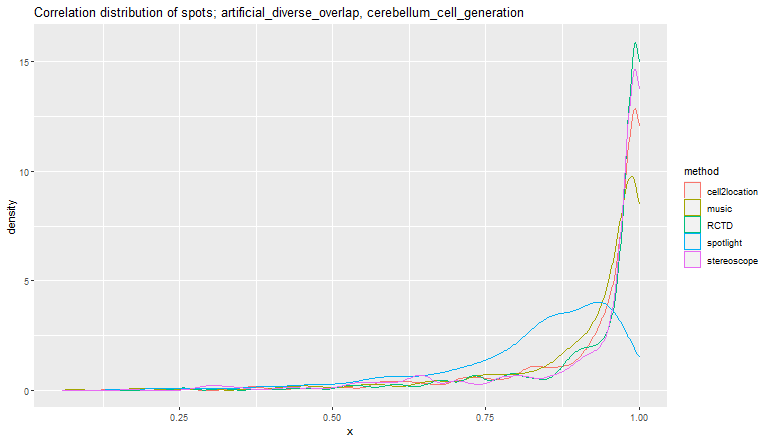 Correlation distribution of spots; artificial_diverse_overlap, cerebellum_cell_generation
15
10
5
0
density
0.25
0.50
0.75
1.00
x
method
cell2location
music
RCTD
spotlight
stereoscope